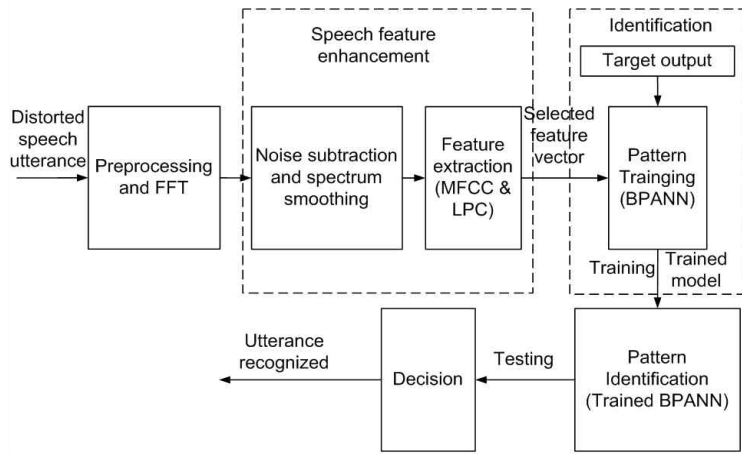 Speech feature
enhancement
Identification
Target output
Distorted
speech
utterance
Preprocessing
and FFT
Noise subtraction
and spectrum
smoothing
Feature
extraction
(MFCC &
LPC)
Selected
feature
vector
Pattern
Trainging
(BPANN)
Training
Trained
model
Pattern
Identification
(Trained BPANN)
Testing
Decision
Utterance
recognized